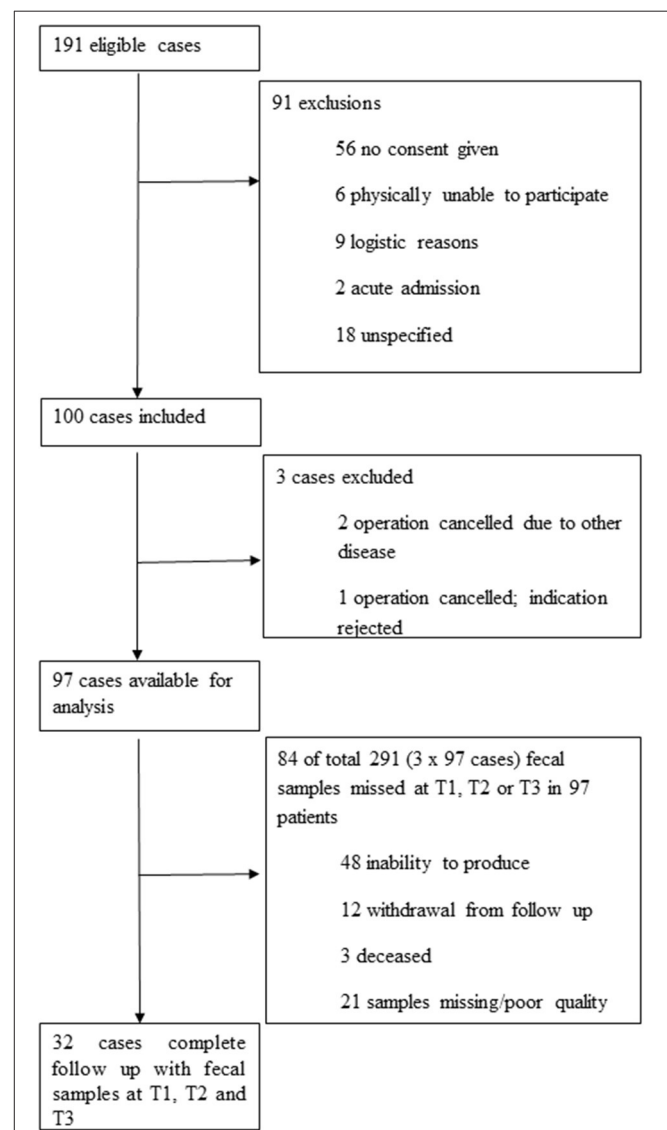 191 eligible cases
91 exclusions
56 no consent given
6 physically unable to participate
9 logistic reasons
2 acute admission
18 unspecified
100 cases included
3 cases excluded
2 operation cancelled due to other
disease
1 operation cancelled; indication
rejected
97 cases available for
analysis
84 of total 291 (3 x 97 cases) fecal
samples missed at T1, T2 or T3 in 97
patients
48 inability to produce
12 withdrawal from follow up
3 deceased
21 samples missing/poor quality
32 cases complete
follow up with fecal
samples at T1, T2 and
T3